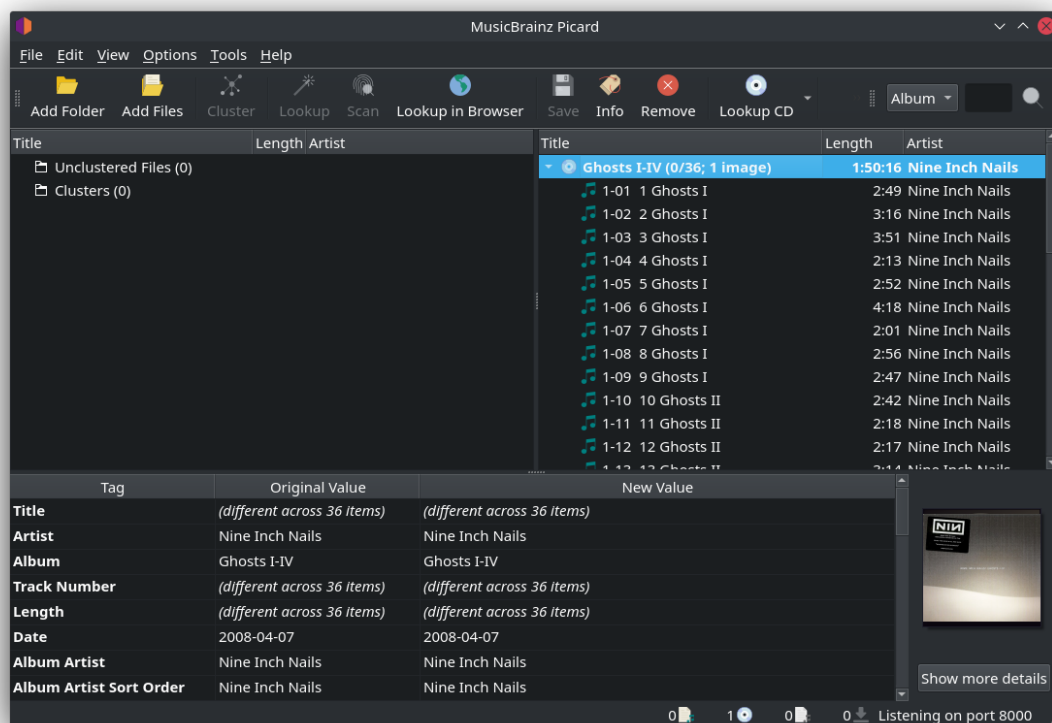 MusicBrainz Picard
File Edit View Options Tools Help
Add Folder Add Files Cluster Lookup Scan Lookup in Browser Save Info Remove Lookup CD Album
Title Length Artist
Unclustered Files (0)
Clusters (0)
Title Length Artist
Ghosts I-IV (0/36; 1 image) 1:50:16 Nine Inch Nails
1-01 1 Ghosts I 2:49 Nine Inch Nails
1-02 2 Ghosts I 3:16 Nine Inch Nails
1-03 3 Ghosts I 3:51 Nine Inch Nails
1-04 4 Ghosts I 2:13 Nine Inch Nails
1-05 5 Ghosts I 2:52 Nine Inch Nails
1-06 6 Ghosts I 4:18 Nine Inch Nails
1-07 7 Ghosts I 2:01 Nine Inch Nails
1-08 8 Ghosts I 2:56 Nine Inch Nails
1-09 9 Ghosts I 2:47 Nine Inch Nails
1-10 10 Ghosts II 2:42 Nine Inch Nails
1-11 11 Ghosts II 2:18 Nine Inch Nails
1-12 12 Ghosts II 2:17 Nine Inch Nails
1-13 13 Ghosts II 3:14 Nine Inch Nails
Tag Original Value New Value
Title (different across 36 items) (different across 36 items)
Artist Nine Inch Nails Nine Inch Nails
Album Ghosts I-IV Ghosts I-IV
Track Number (different across 36 items) (different across 36 items)
Length (different across 36 items) (different across 36 items)
Date 2008-04-07 2008-04-07
Album Artist Nine Inch Nails Nine Inch Nails
Album Artist Sort Order Nine Inch Nails Nine Inch Nails
NIN
Show more details
0 1 0 0 Listening on port 8000